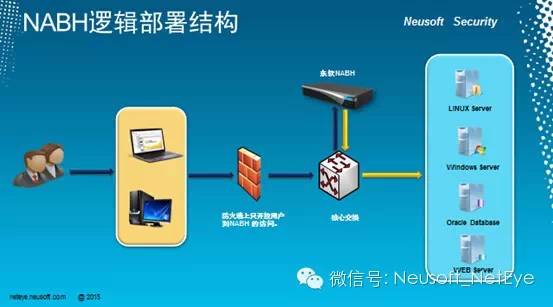 NABH逻辑部署结构
Neusoft Security
东软NABH
LINUX Server
Windows Server
防火墙上只开放用户
到NABH 的访问。
核心交换
Oracle Database
WEB Server
微信号: Neusoft_NetEye
neteye.neusoft.com @ 2015